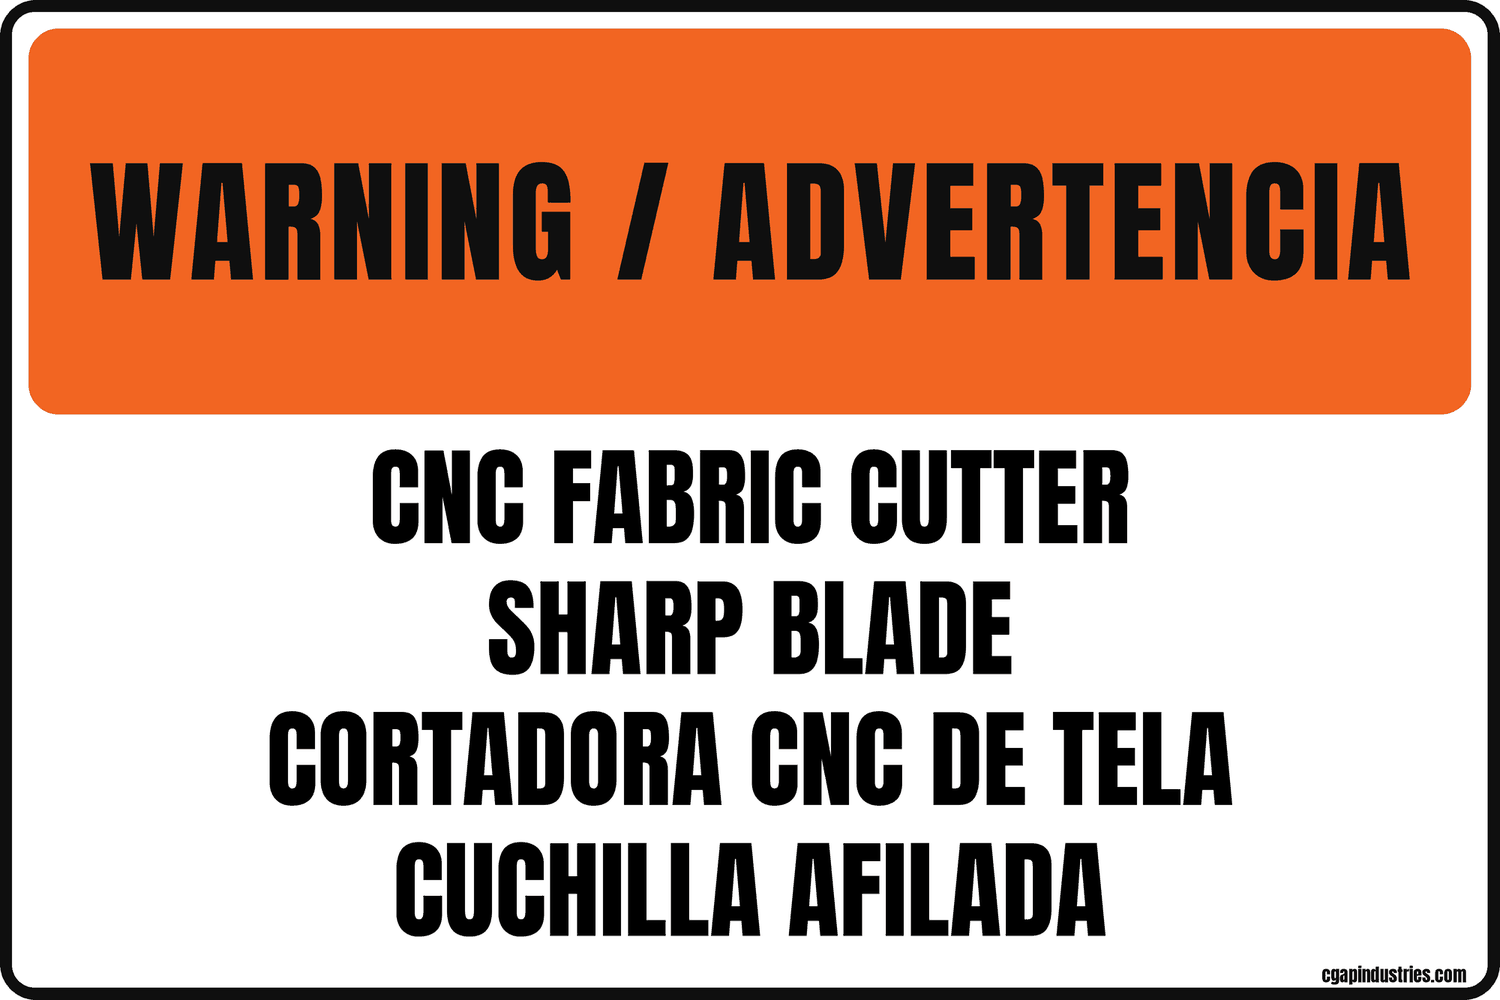 WARNING / ADVERTENCIA
CNC FABRIC CUTTER
SHARP BLADE
CORTADORA CNC DE TELA
CUCHILLA AFILADA
cgapindustries.com